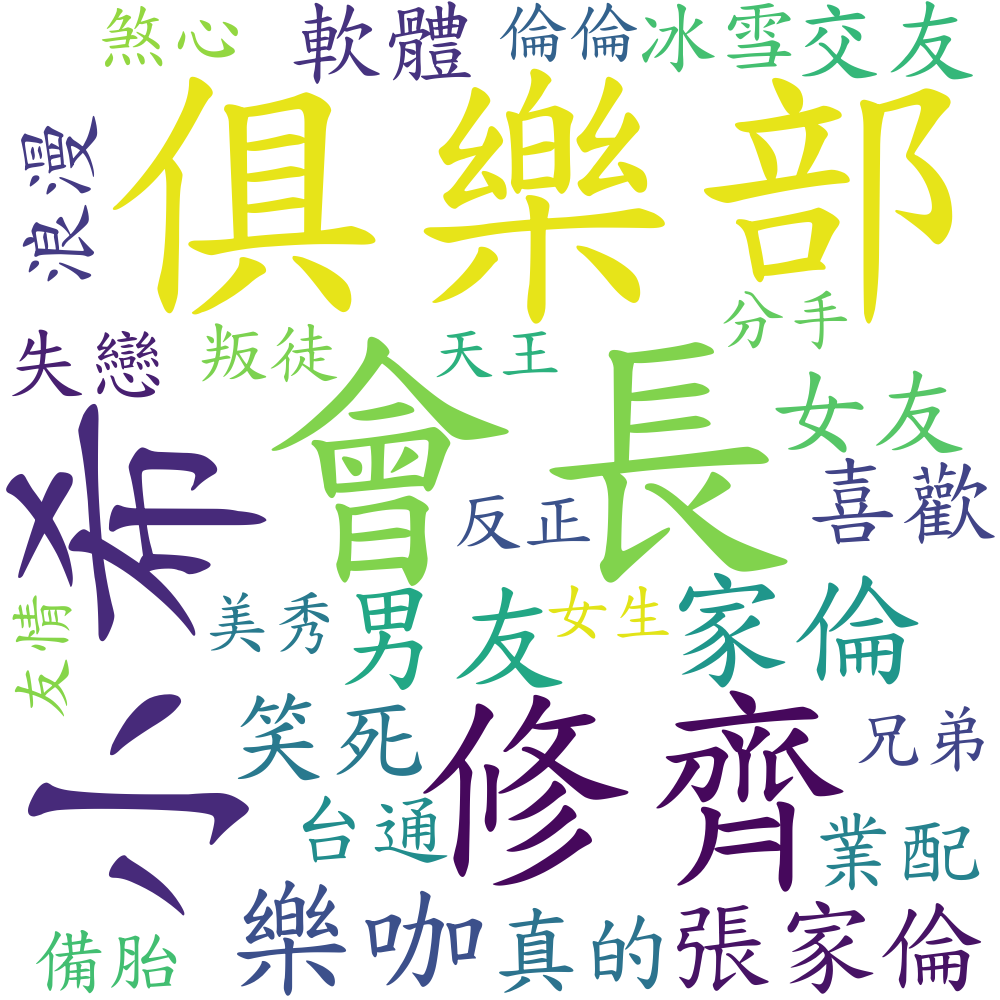 煞心
軟體
倫倫
冰雪交友
俱樂部
浪漫
分手
失戀
叛徒
天王
會長
女友
小希
喜歡
反正
友情
美秀
男友
女生
家倫
笑死
修齊
兄弟
台通
業配
備胎
樂咖
真的
張家倫